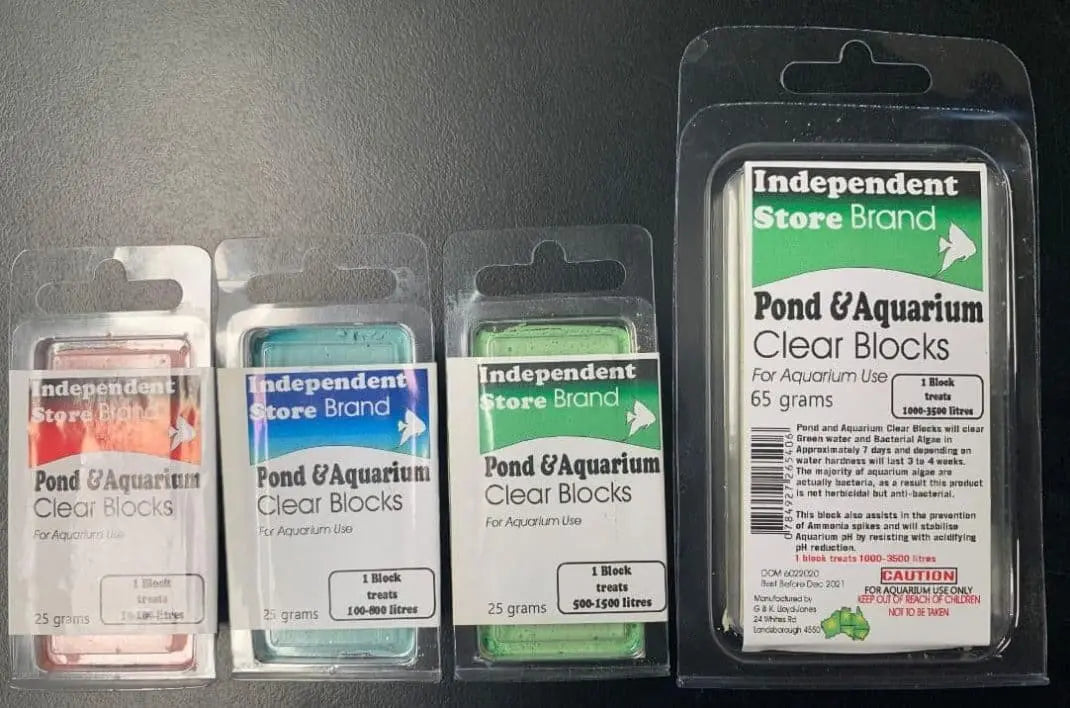 Independent
Store Brand
Pond &Aquarium
Clear Blocks
For Aquarium Use
1 Block
treats
litres
25 grams
Independent
Store Brand
Pond &Aquarium
Clear Blocks
For Aquarium Use
1 Block
treats
100-800 litres
25 grams
Independent
Store Brand
Pond &Aquarium
Clear Blocks
For Aquarium Use
1 Block
treats
500-1500 litres
25 grams
Independent
Store Brand
Pond &Aquarium
Clear Blocks
For Aquarium Use
65 grams
1 Block
treats
1000-3500 litres
Pond and Aquarium Clear Blocks will clear
Green water and Bacterial Algae in
Approximately 7 days and depending on
water hardness will last 3 to 4 weeks.
The majority of aquarium algae are
actually bacteria, as a result this product
is not herbicidal but anti-bacterial.
This block also assists in the prevention
of Ammonia spikes and will stabilise
Aquarium pH by resisting with acidifying
pH reduction.
1 block treats 1000-3500 litres
0784927265406
DOM 6022020
Best Before Dec 2021
CAUTION
FOR AQUARIUM USE ONLY
KEEP OUT OF REACH OF CHILDREN
NOT TO BE TAKEN
Manufactured by
G & K Lloyd-Jones
24 Whites Rd
Landsborough 4550